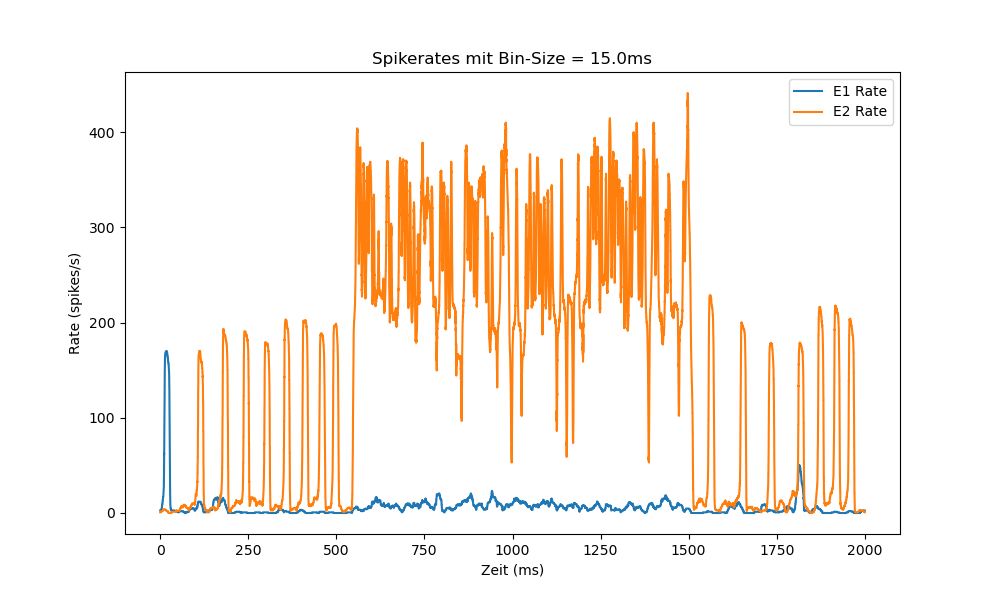 Spikerates mit Bin-Size = 15.0ms
E1 Rate
E2 Rate
400
300
200
100
0
Rate (spikes/s)
0 250 500 750 1000 1250 1500 1750 2000
Zeit (ms)